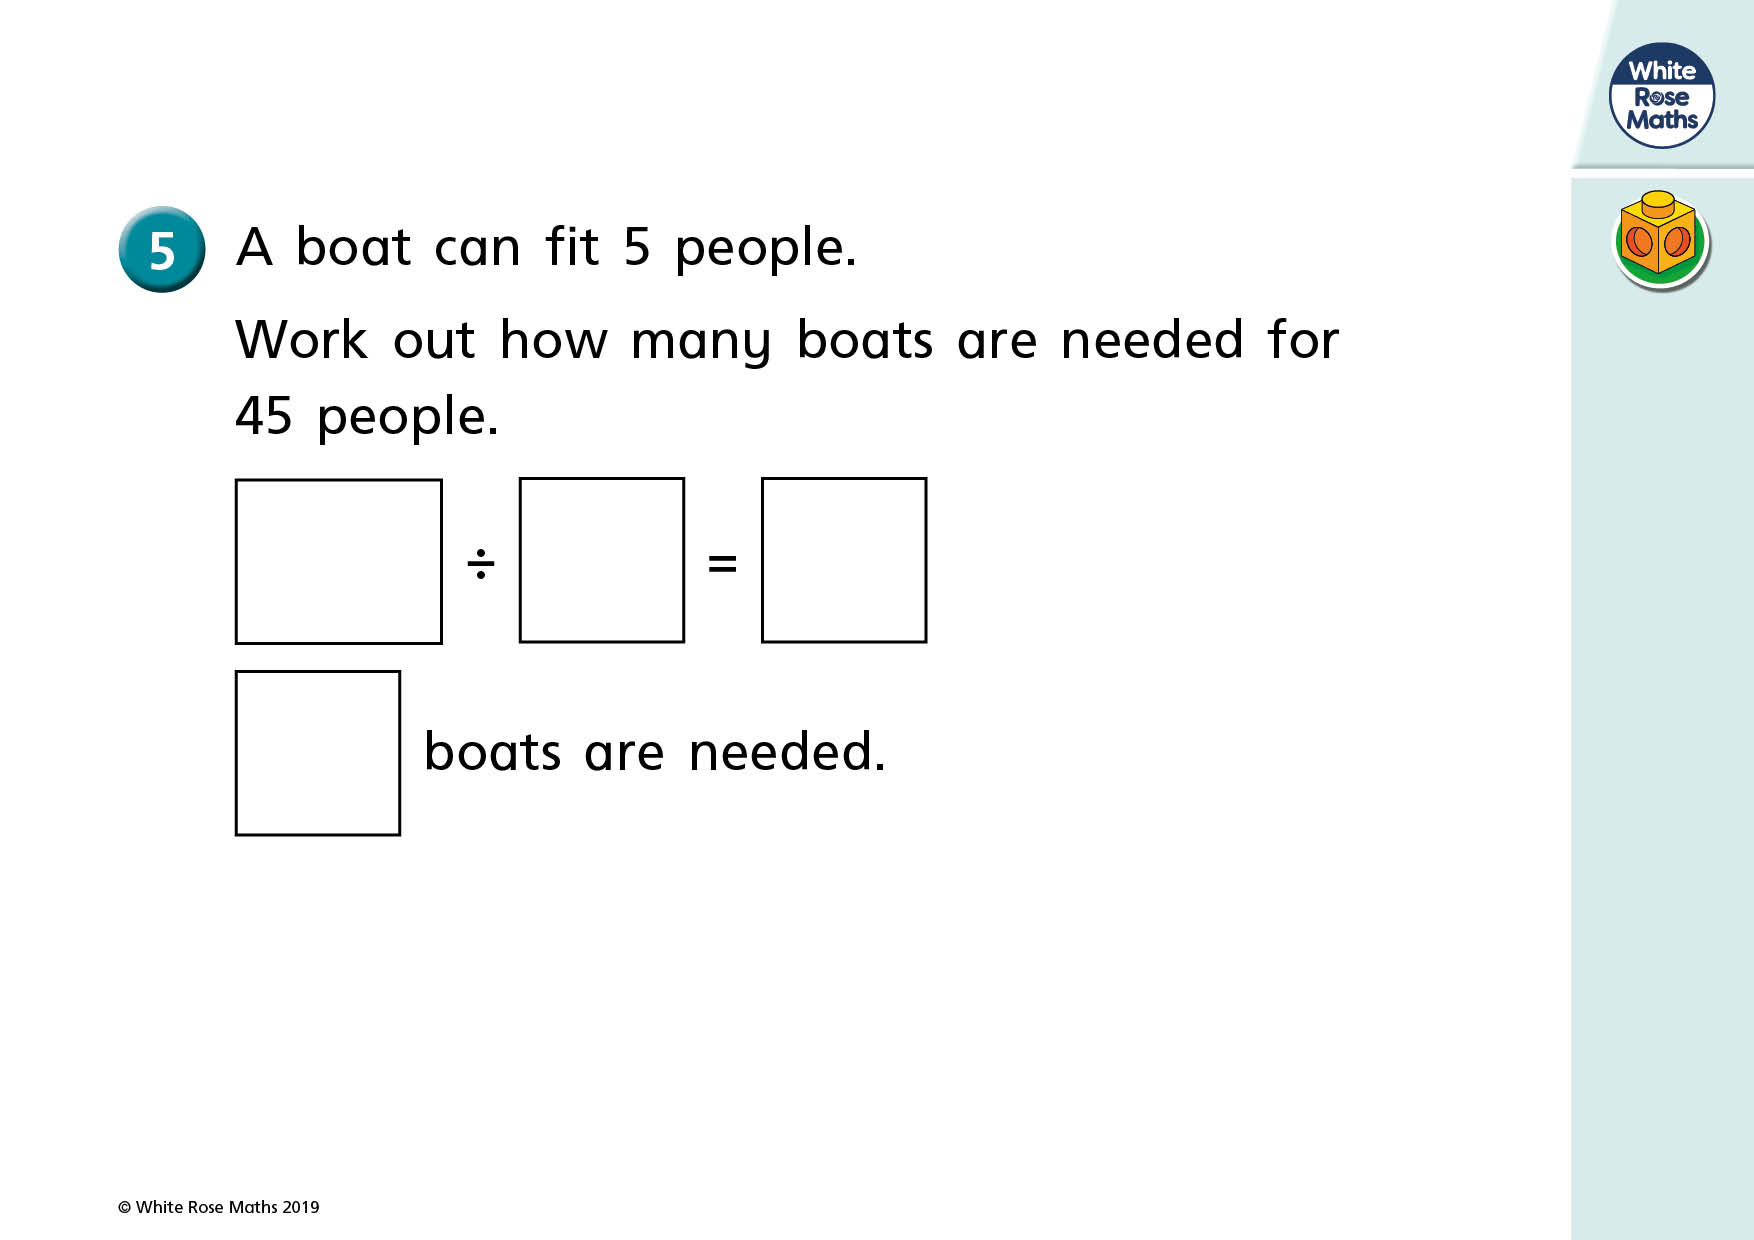 White
Rose
Maths
5 A boat can fit 5 people.
Work out how many boats are needed for
45 people.
÷ =
boats are needed.
© White Rose Maths 2019